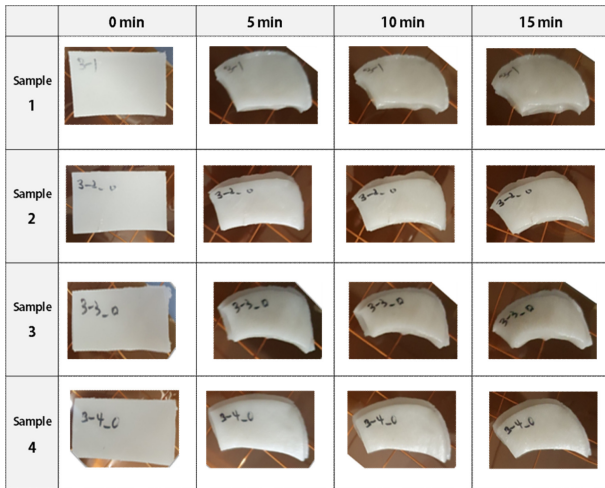 0 min 5 min 10 min 15 min
Sample 3-1 3-1 3-1 3-1
1
Sample 3-2_0 3-2_0 3-2_0 3-2_0
2
Sample 3-3_0 3-3_0 3-3_0 3-3_0
3
Sample 3-4_0 3-4_0 3-4_0 3-4_0
4